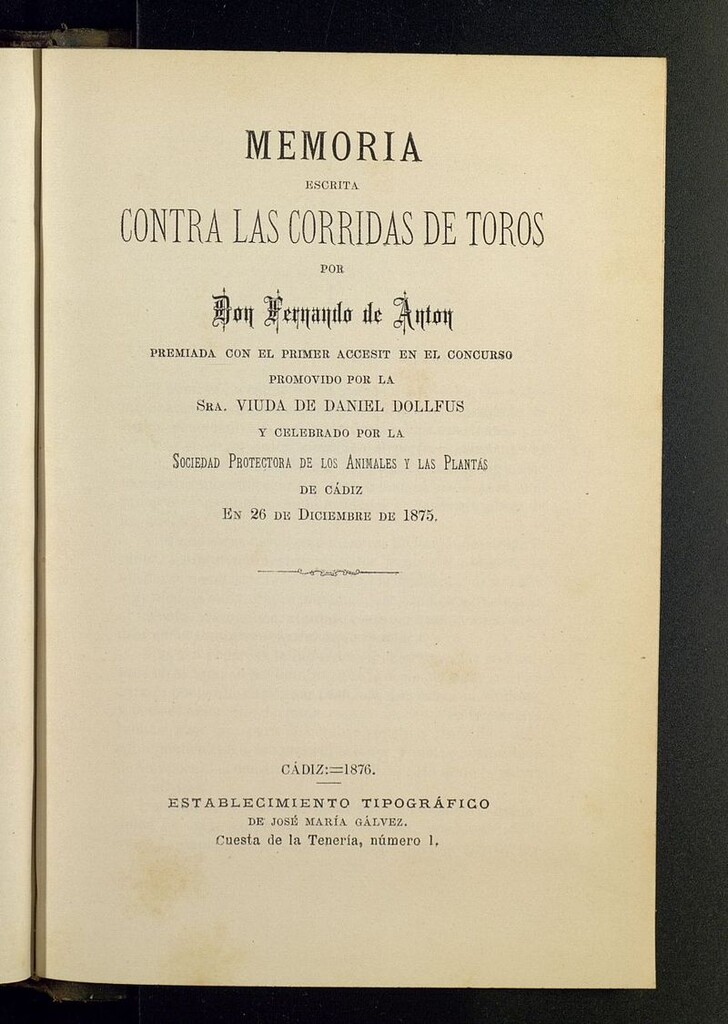 MEMORIA
ESCRITA
CONTRA LAS CORRIDAS DE TOROS
POR
Don Fernando de Anton
PREMIADA CON EL PRIMER ACCESIT EN EL CONCURSO
PROMOVIDO POR LA
SRA. VIUDA DE DANIEL DOLLFUS
Y CELEBRADO POR LA
SOCIEDAD PROTECTORA DE LOS ANIMALES Y LAS PLANTAS
DE CÁDIZ
EN 26 DE DICIEMBRE DE 1875.
CÁDIZ:=1876.
ESTABLECIMIENTO TIPOGRÁFICO
DE JOSÉ MARÍA GÁLVEZ.
Cuesta de la Tenería, número 1.